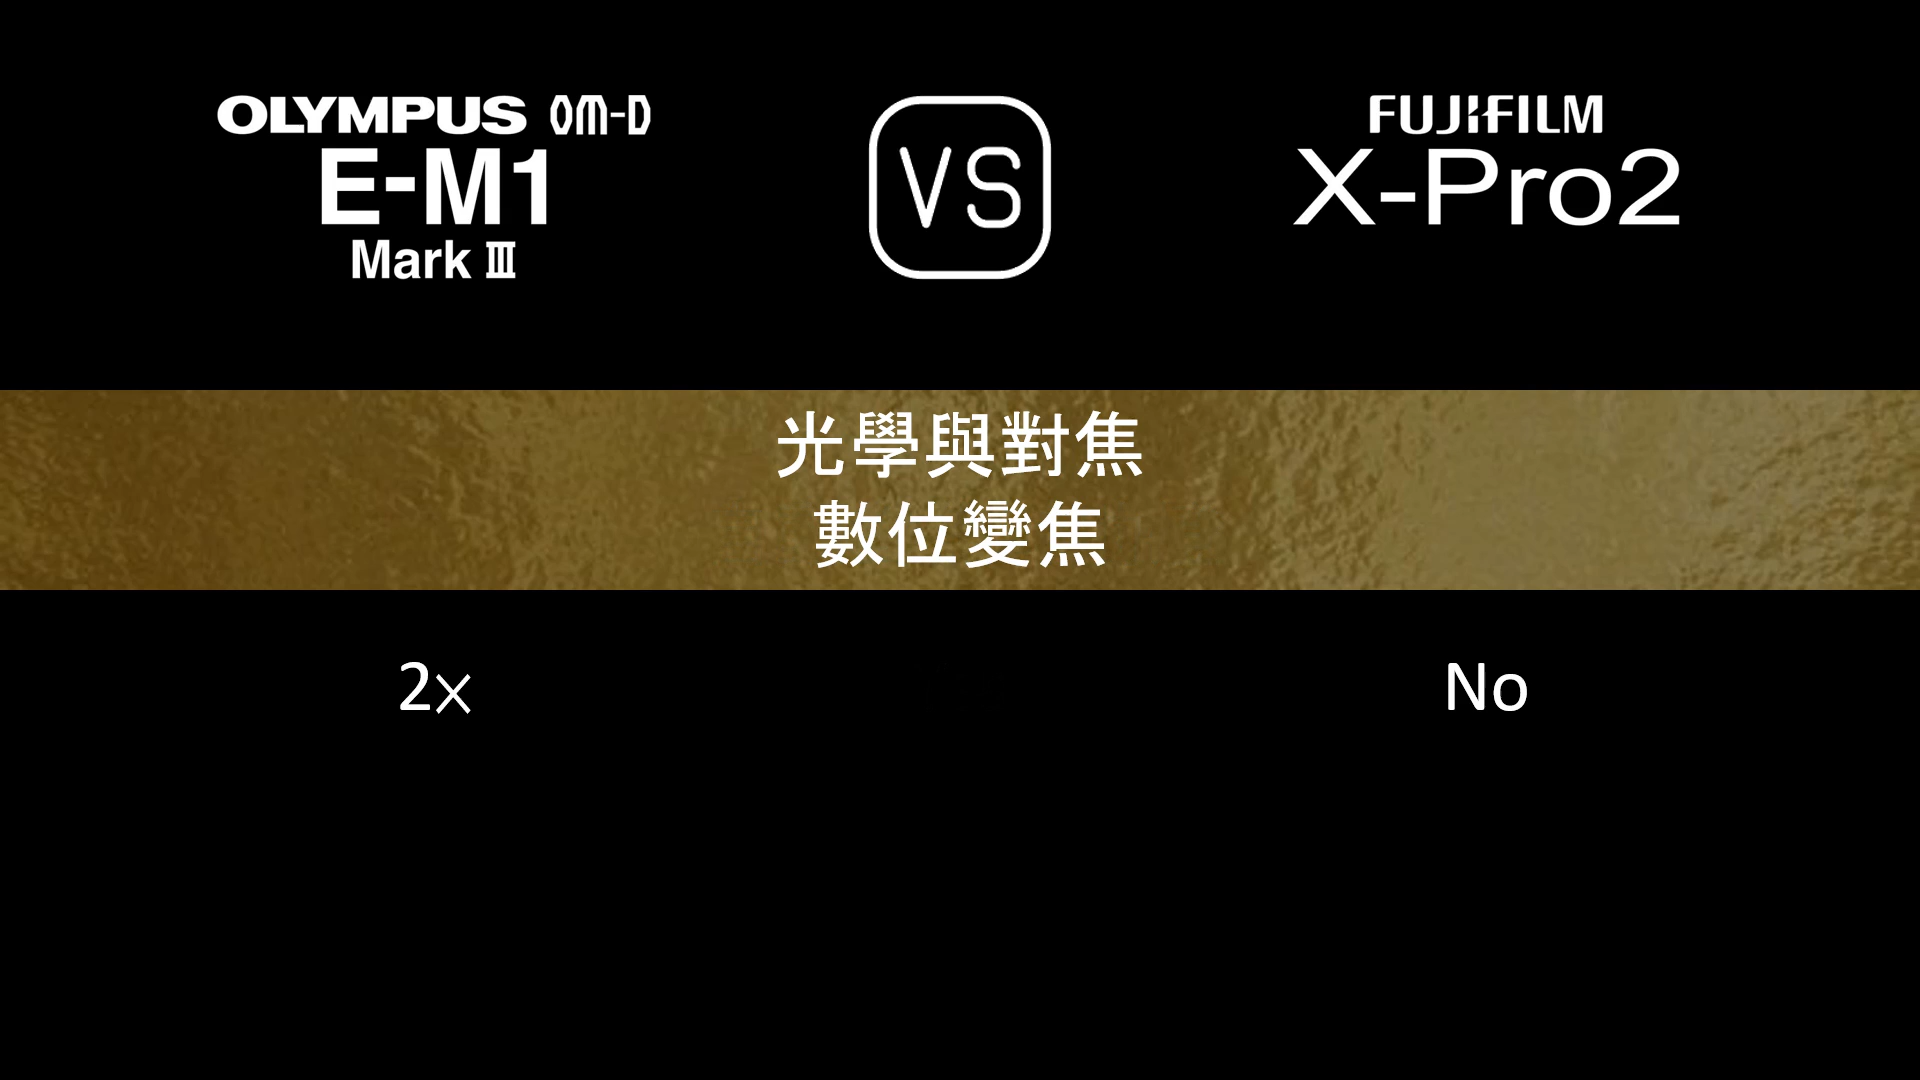 OLYMPUS OM-D
E-M1
Mark III
VS
FUJIFILM
X-Pro2
光學與對焦
數位變焦
2x
No